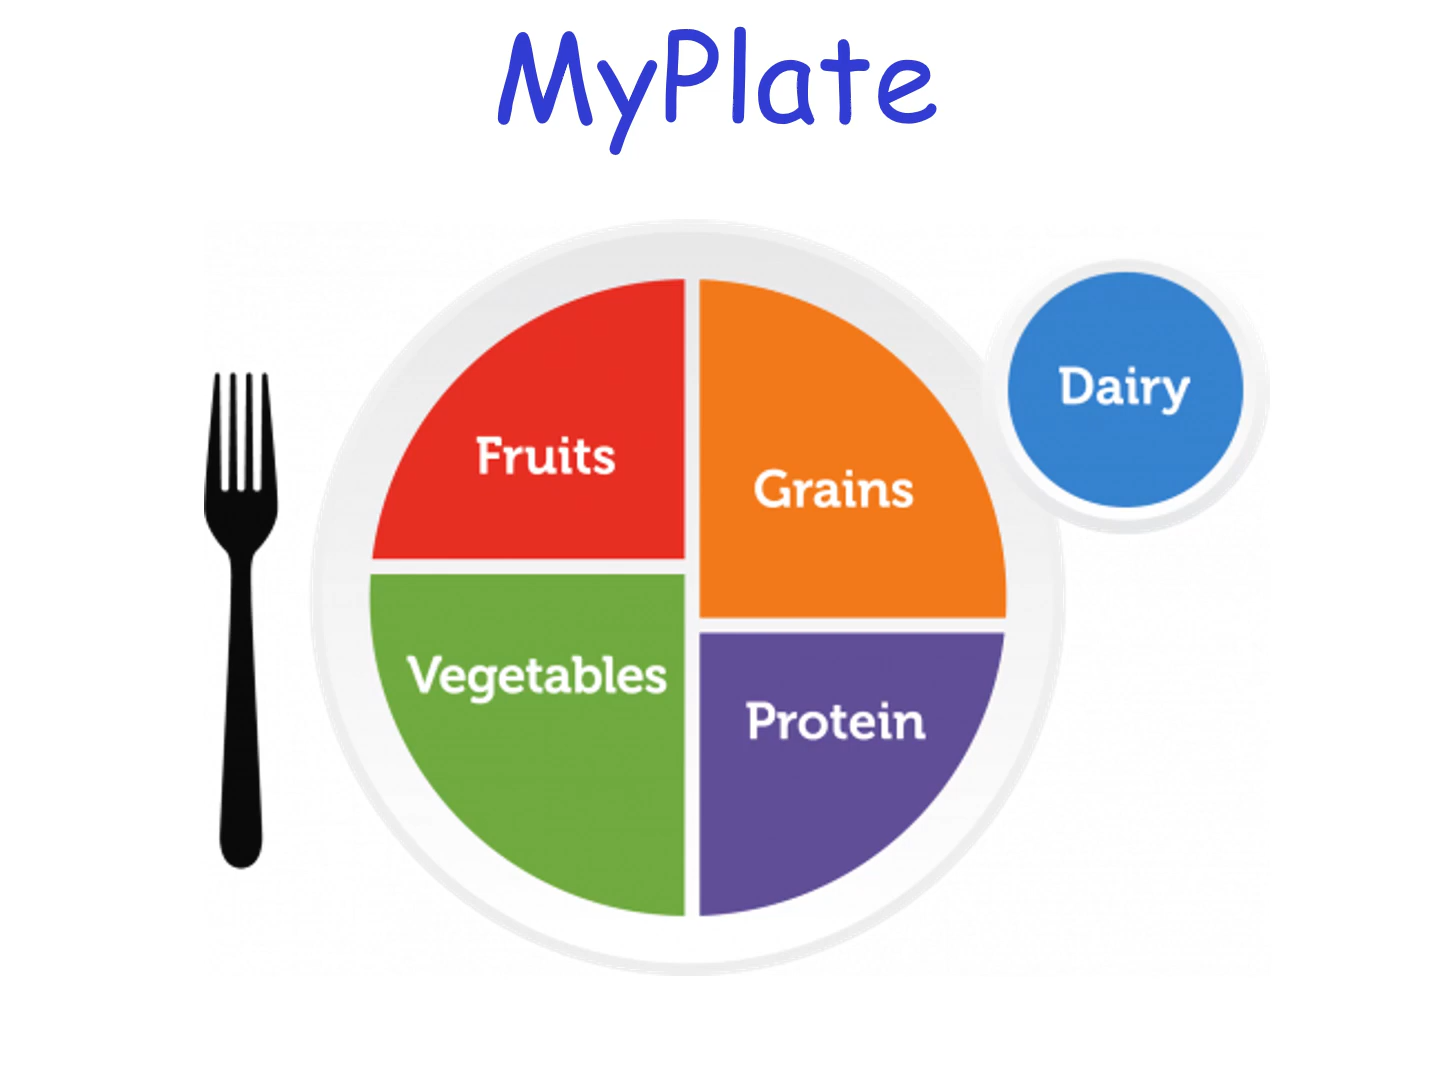 MyPlate
Fruits
Grains
Dairy
Vegetables
Protein